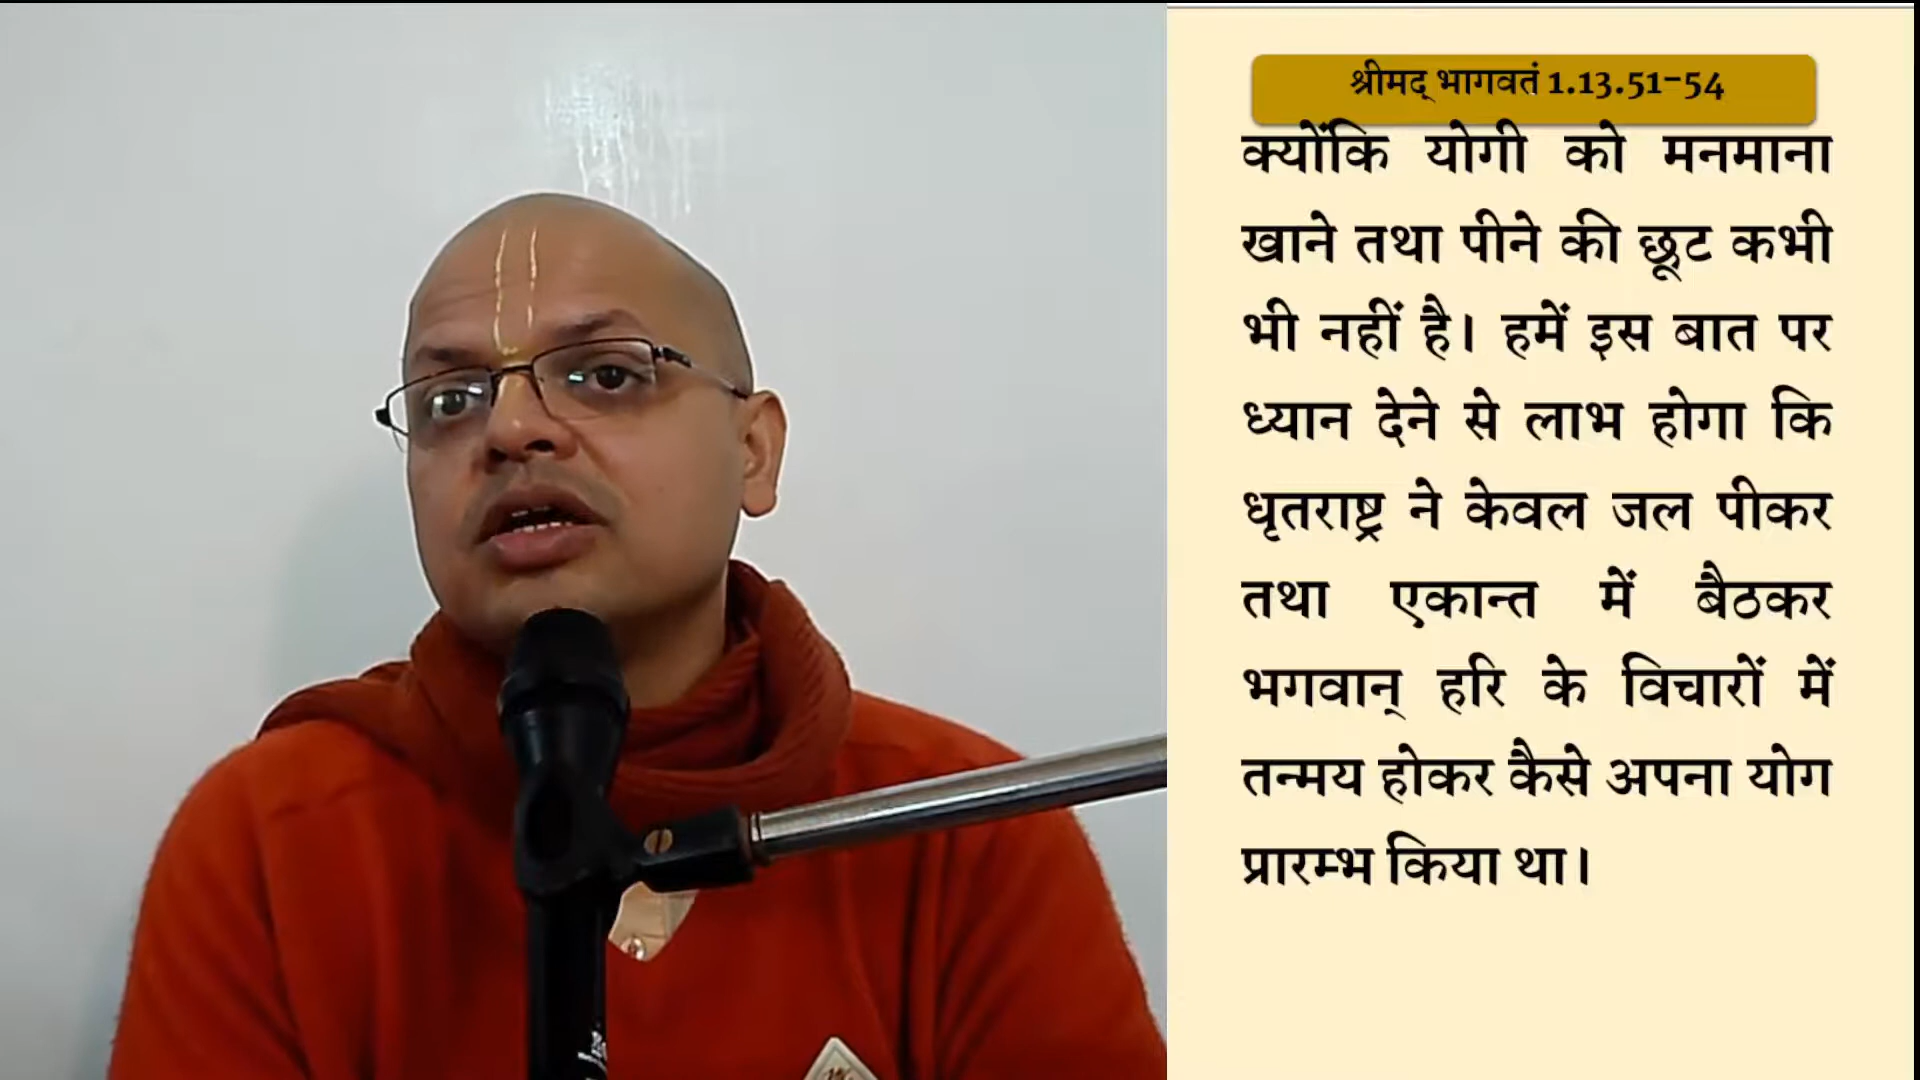 श्रीमद् भागवतं 1.13.51-54
क्योंकि योगी को मनमाना
खाने तथा पीने की छूट कभी
भी नहीं है। हमें इस बात पर
ध्यान देने से लाभ होगा कि
धृतराष्ट्र ने केवल जल पीकर
तथा एकान्त में बैठकर
भगवान् हरि के विचारों में
तन्मय होकर कैसे अपना योग
प्रारम्भ किया था।